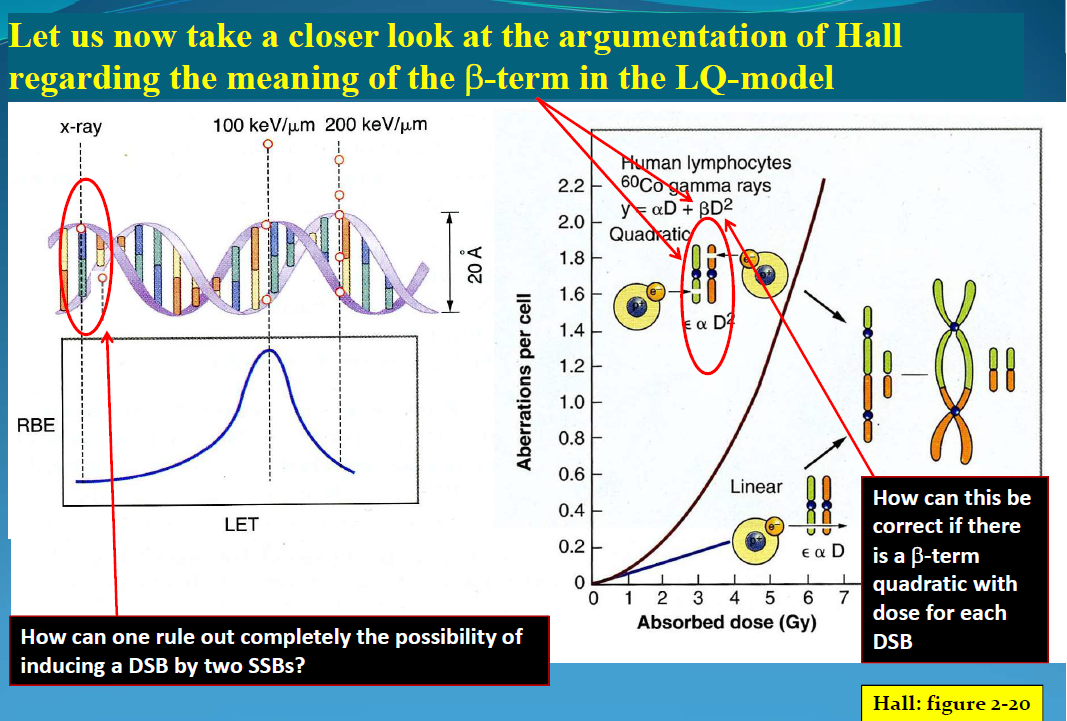 Let us now take a closer look at the argumentation of Hall
regarding the meaning of the β-term in the LQ-model
x-ray
100 keV/μm 200 keV/μm
20 Å
RBE
LET
Human lymphocytes
⁶⁰Co gamma rays
y = αD + βD²
Quadratic
e⁻
p⁺
e⁻
p⁺
ϵ α D²
Linear
e⁻
p⁺
ϵ α D
Aberrations per cell
2.2
2.0
1.8
1.6
1.4
1.2
1.0
0.8
0.6
0.4
0.2
0
0 1 2 3 4 5 6 7
Absorbed dose (Gy)
How can this be
correct if there
is a β-term
quadratic with
dose for each
DSB
How can one rule out completely the possibility of
inducing a DSB by two SSBs?
Hall: figure 2-20